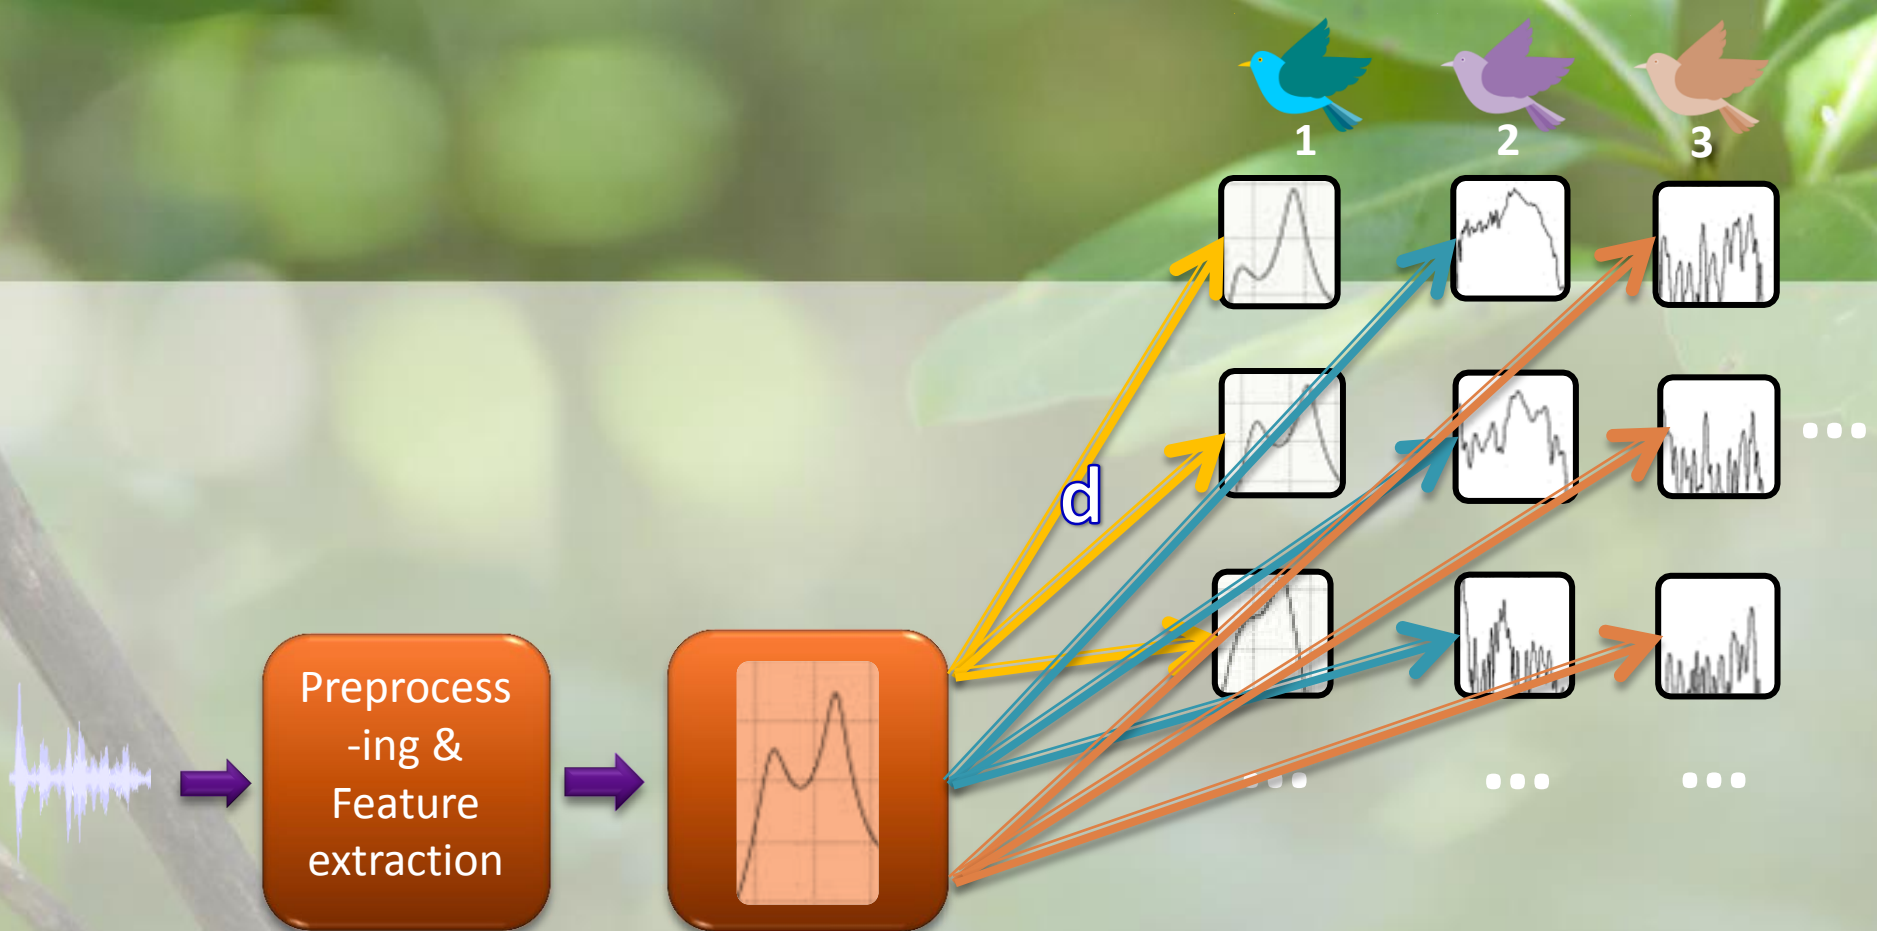 1
2
3
...
d
Preprocess
-ing &
Feature
extraction
... ... ...